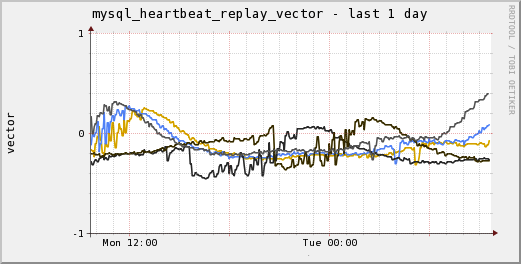 mysql_heartbeat_replay_vector - last 1 day
RRDTOOL / TOBI OETIKER
vector
1
0
-1
Mon 12:00 Tue 00:00